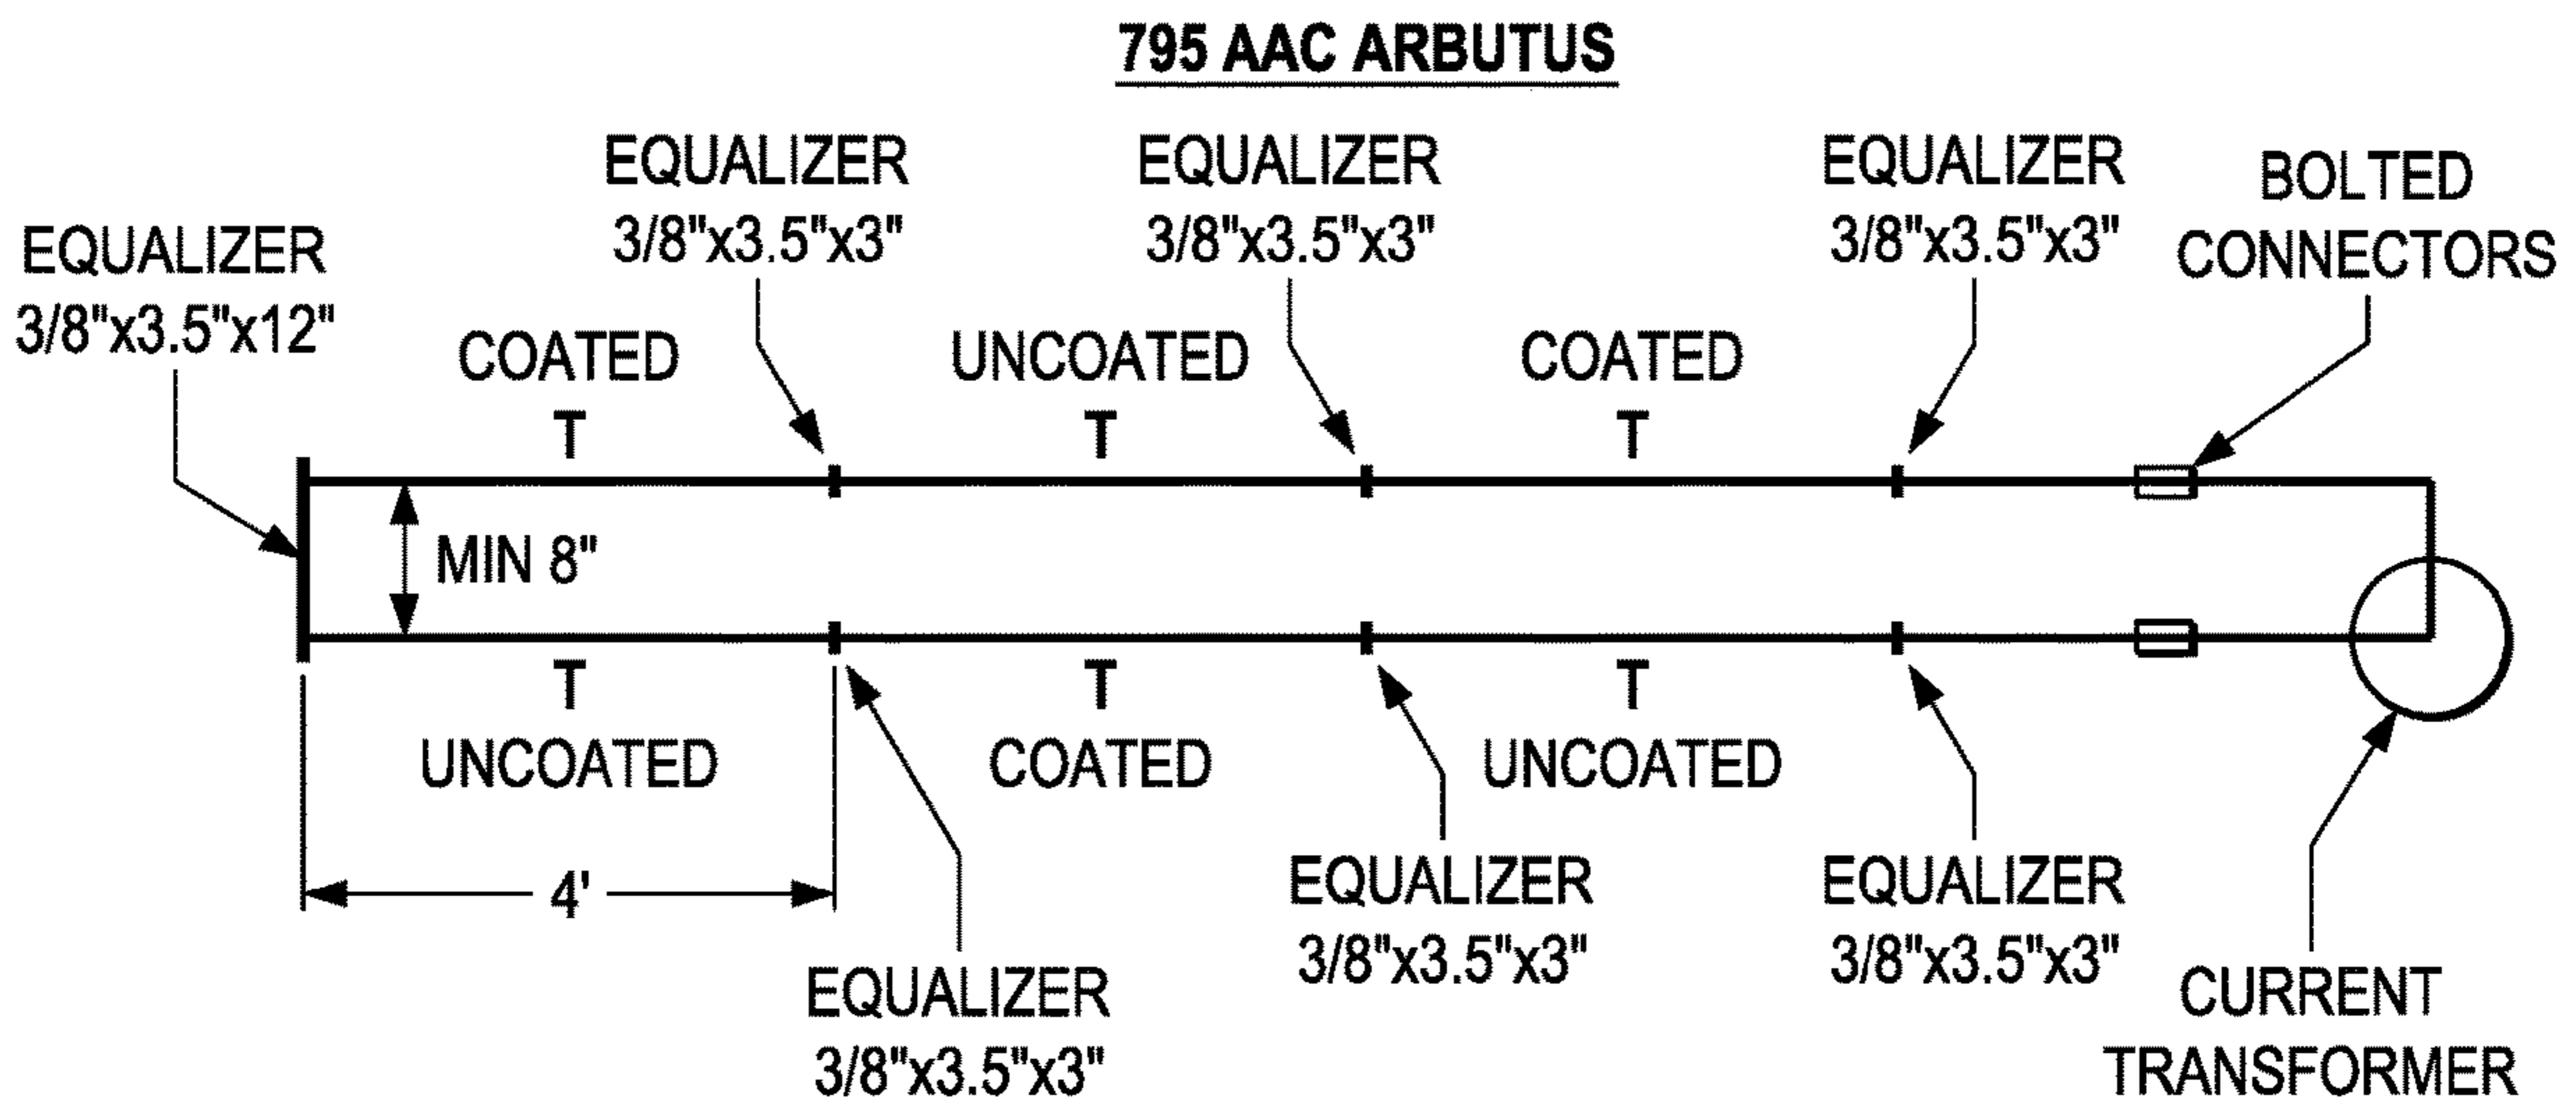 795 AAC ARBUTUS
EQUALIZER
3/8"x3.5"x12"
EQUALIZER
3/8"x3.5"x3"
EQUALIZER
3/8"x3.5"x3"
EQUALIZER
3/8"x3.5"x3"
BOLTED
CONNECTORS
COATED
UNCOATED
COATED
T
T
T
MIN 8"
T
T
T
UNCOATED
COATED
UNCOATED
4'
EQUALIZER
3/8"x3.5"x3"
EQUALIZER
3/8"x3.5"x3"
EQUALIZER
3/8"x3.5"x3"
CURRENT
TRANSFORMER